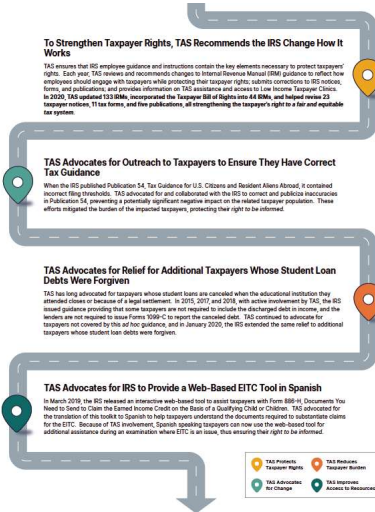 To Strengthen Taxpayer Rights, TAS Recommends the IRS Change How It
Works
TAS ensures that IRS employee guidance and instructions contain the key elements necessary to protect taxpayers'
rights. Each year, TAS reviews and recommends changes to Internal Revenue Manual (IRM) guidance to reflect how
employees should engage with taxpayers while protecting their taxpayer rights; submits corrections to IRS notices,
forms, and publications; and provides information on TAS assistance and access to Low Income Taxpayer Clinics.
In 2020, TAS updated 133 IRMs, incorporated the Taxpayer Bill of Rights into 44 IRMs, and helped revise 23
taxpayer notices, 11 tax forms, and five publications, all strengthening the taxpayer's right to a fair and equitable
tax system.
TAS Advocates for Outreach to Taxpayers to Ensure They Have Correct
Tax Guidance
When the IRS published Publication 54, Tax Guidance for U.S. Citizens and Resident Aliens Abroad, it contained
incorrect filing thresholds. TAS advocated for and collaborated with the IRS to correct and publicize inaccuracies
in Publication 54, preventing a potentially significant negative impact on the related taxpayer population. These
efforts mitigated the burden of the impacted taxpayers, protecting their right to be informed.
TAS Advocates for Relief for Additional Taxpayers Whose Student Loan
Debts Were Forgiven
TAS has long advocated for taxpayers whose student loans are canceled when the educational institution they
attended closes or because of a legal settlement. In 2015, 2017, and 2018, with active involvement by TAS, the IRS
issued guidance providing that some taxpayers are not required to include the discharged debt in income, and the
lenders are not required to issue Forms 1099-C to report the canceled debt. TAS continued to advocate for
taxpayers not covered by this ad hoc guidance, and in January 2020, the IRS extended the same relief to additional
taxpayers whose student loan debts were forgiven.
TAS Advocates for IRS to Provide a Web-Based EITC Tool in Spanish
In March 2019, the IRS released an interactive web-based tool to assist taxpayers with Form 886-H, Documents You
Need to Send to Claim the Earned Income Credit on the Basis of a Qualifying Child or Children. TAS advocated for
the translation of this toolkit to Spanish to help taxpayers understand the documents required to substantiate claims
for the EITC. Because of TAS involvement, Spanish speaking taxpayers can now use the web-based tool for
additional assistance during an examination where EITC is an issue, thus ensuring their right to be informed.
TAS Protects
Taxpayer Rights
TAS Reduces
Taxpayer Burden
TAS Advocates
for Change
TAS Improves
Access to Resources